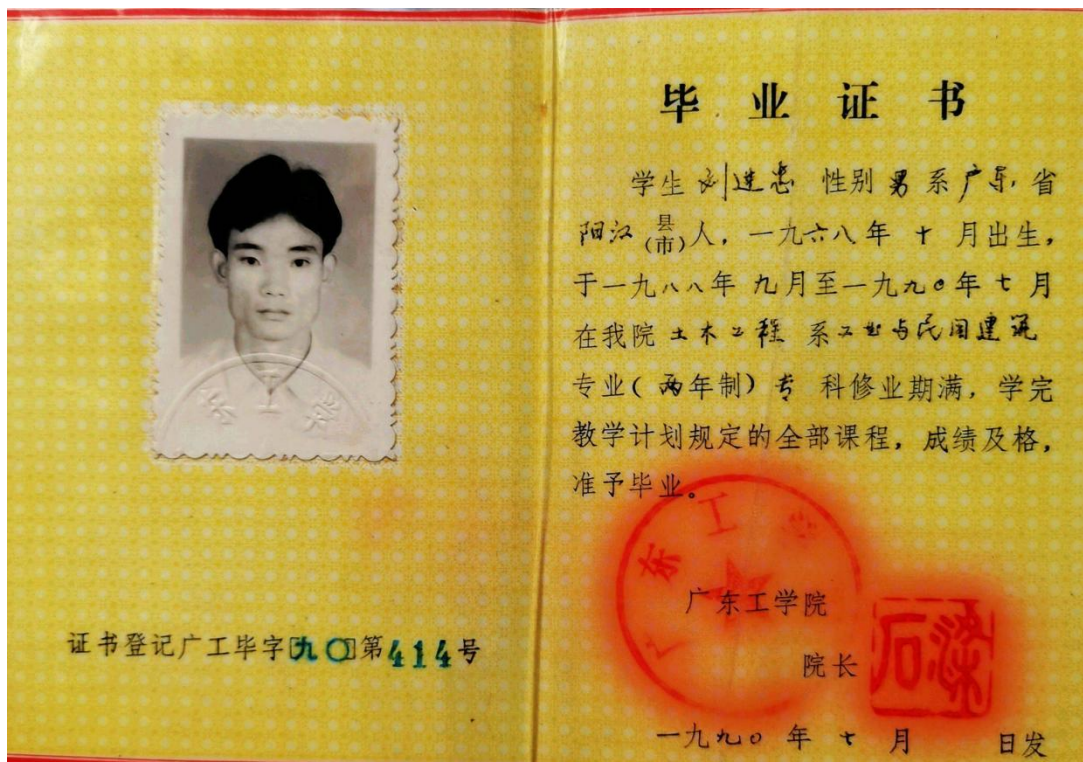 证书登记广工毕字〔九〇〕第414号
毕业证书
学生 刘进忠 性别 男 系 广东 省
阳江 县(市)人，一九六八年 十 月出生，
于一九八八年 九月至一九九〇年 七 月
在我院 土木工程 系 工业与民用建筑
专业（两年制）专 科修业期满，学完
教学计划规定的全部课程，成绩及格，
准予毕业。
广东工学
广东工学院
院长
一九九〇 年 七 月 日发